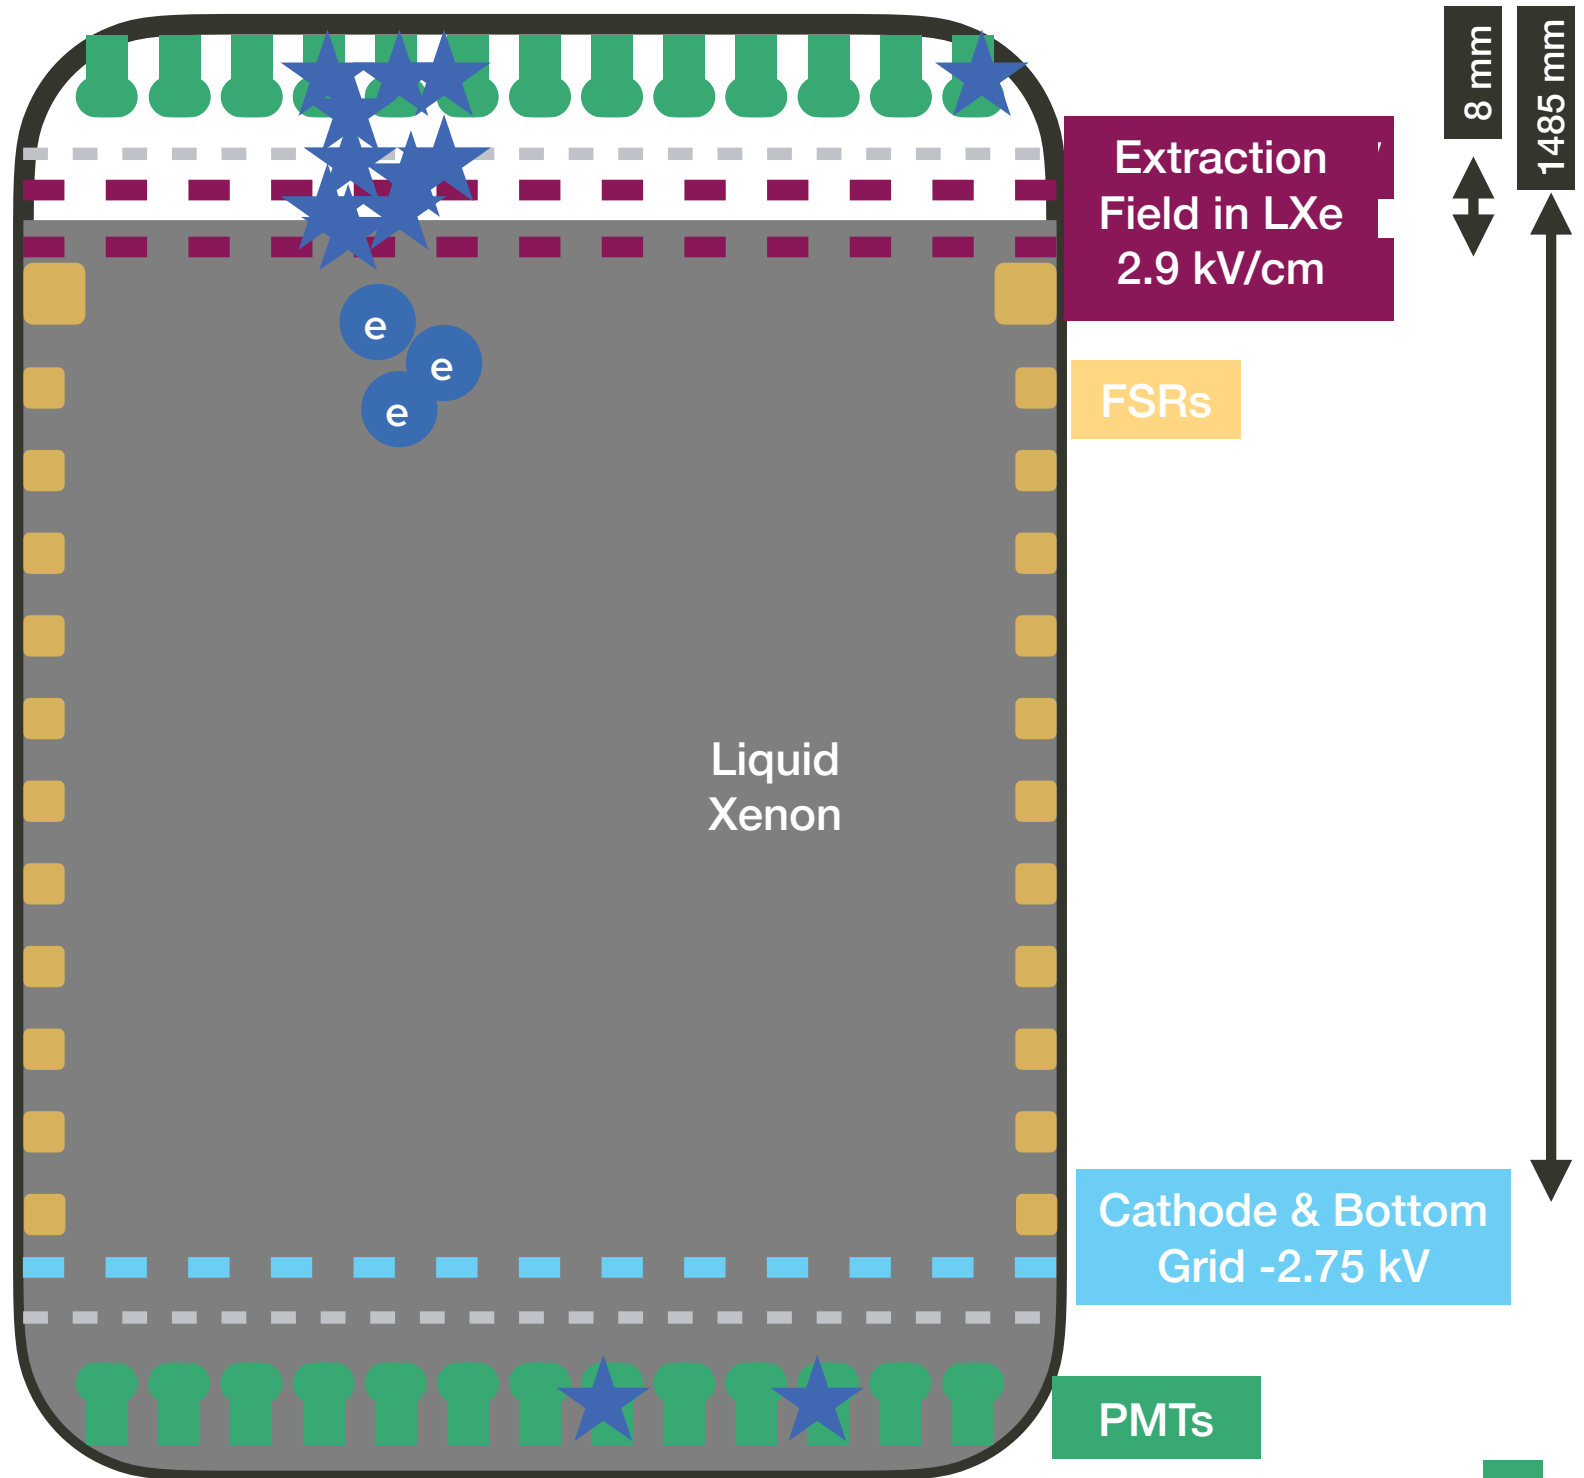 8 mm
1485 mm
Extraction
Field in LXe
2.9 kV/cm
e
e
e
FSRs
Liquid
Xenon
Cathode & Bottom
Grid -2.75 kV
PMTs